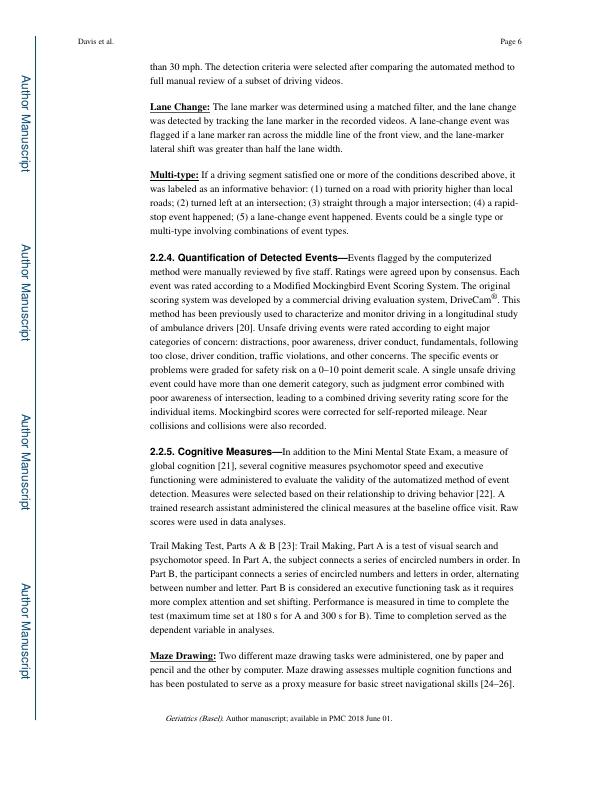 Davis et al.
Page 6
than 30 mph. The detection criteria were selected after comparing the automated method to
full manual review of a subset of driving videos.
Lane Change: The lane marker was determined using a matched filter, and the lane change
was detected by tracking the lane marker in the recorded videos. A lane-change event was
flagged if a lane marker ran across the middle line of the front view, and the lane-marker
lateral shift was greater than half the lane width.
Multi-type: If a driving segment satisfied one or more of the conditions described above, it
was labeled as an informative behavior: (1) turned on a road with priority higher than local
roads; (2) turned left at an intersection; (3) straight through a major intersection; (4) a rapid-
stop event happened; (5) a lane-change event happened. Events could be a single type or
multi-type involving combinations of event types.
2.2.4. Quantification of Detected Events—Events flagged by the computerized
method were manually reviewed by five staff. Ratings were agreed upon by consensus. Each
event was rated according to a Modified Mockingbird Event Scoring System. The original
scoring system was developed by a commercial driving evaluation system, DriveCam®. This
method has been previously used to characterize and monitor driving in a longitudinal study
of ambulance drivers [20]. Unsafe driving events were rated according to eight major
categories of concern: distractions, poor awareness, driver conduct, fundamentals, following
too close, driver condition, traffic violations, and other concerns. The specific events or
problems were graded for safety risk on a 0–10 point demerit scale. A single unsafe driving
event could have more than one demerit category, such as judgment error combined with
poor awareness of intersection, leading to a combined driving severity rating score for the
individual items. Mockingbird scores were corrected for self-reported mileage. Near
collisions and collisions were also recorded.
2.2.5. Cognitive Measures—In addition to the Mini Mental State Exam, a measure of
global cognition [21], several cognitive measures psychomotor speed and executive
functioning were administered to evaluate the validity of the automatized method of event
detection. Measures were selected based on their relationship to driving behavior [22]. A
trained research assistant administered the clinical measures at the baseline office visit. Raw
scores were used in data analyses.
Trail Making Test, Parts A & B [23]: Trail Making, Part A is a test of visual search and
psychomotor speed. In Part A, the subject connects a series of encircled numbers in order. In
Part B, the participant connects a series of encircled numbers and letters in order, alternating
between number and letter. Part B is considered an executive functioning task as it requires
more complex attention and set shifting. Performance is measured in time to complete the
test (maximum time set at 180 s for A and 300 s for B). Time to completion served as the
dependent variable in analyses.
Maze Drawing: Two different maze drawing tasks were administered, one by paper and
pencil and the other by computer. Maze drawing assesses multiple cognition functions and
has been postulated to serve as a proxy measure for basic street navigational skills [24–26].
Geriatrics (Basel). Author manuscript; available in PMC 2018 June 01.
Author Manuscript
Author Manuscript
Author Manuscript
Author Manuscript